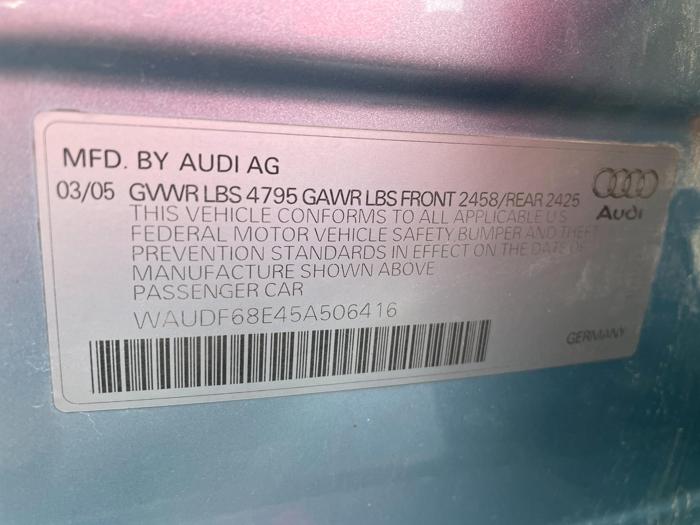 MFD. BY AUDI AG
03/05 GVWR LBS 4795 GAWR LBS FRONT 2458/REAR 2425
THIS VEHICLE CONFORMS TO ALL APPLICABLE U.S.
FEDERAL MOTOR VEHICLE SAFETY, BUMPER AND THEFT
PREVENTION STANDARDS IN EFFECT ON THE DATE OF
MANUFACTURE SHOWN ABOVE
PASSENGER CAR
WAUDF68E45A506416
Audi
GERMANY